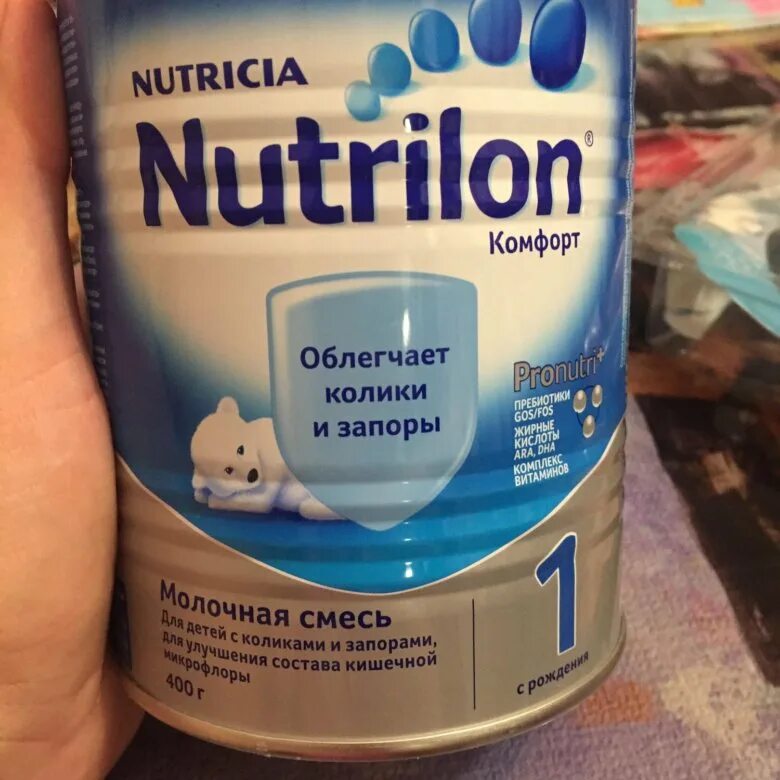 NUTRICIA
Nutrilon®
Комфорт
Облегчает
колики
и запоры
Pronutri+
ПРЕБИОТИКИ
GOS/FOS
ЖИРНЫЕ
КИСЛОТЫ
ARA, DHA
КОМПЛЕКС
ВИТАМИНОВ
Молочная смесь
Для детей с коликами и запорами,
для улучшения состава кишечной
микрофлоры
400 г
1
с рождения